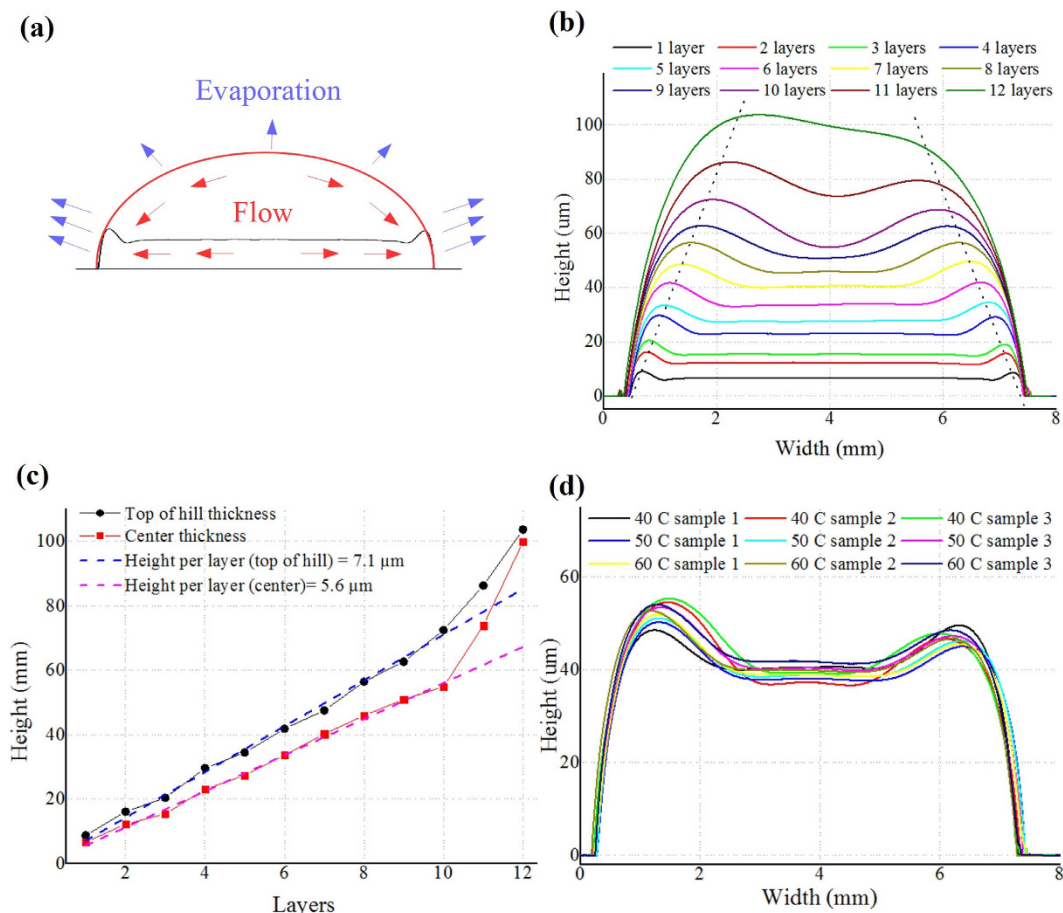 (a)
Evaporation
Flow
(b)
1 layer 2 layers 3 layers 4 layers
5 layers 6 layers 7 layers 8 layers
9 layers 10 layers 11 layers 12 layers
Height (um)
100
80
60
40
20
0
0 2 4 6 8
Width (mm)
(c)
Top of hill thickness
Center thickness
Height per layer (top of hill) = 7.1 µm
Height per layer (center)= 5.6 µm
Height (mm)
100
80
60
40
20
0
2 4 6 8 10 12
Layers
(d)
40 C sample 1 40 C sample 2 40 C sample 3
50 C sample 1 50 C sample 2 50 C sample 3
60 C sample 1 60 C sample 2 60 C sample 3
Height (um)
60
40
20
0
0 2 4 6 8
Width (mm)